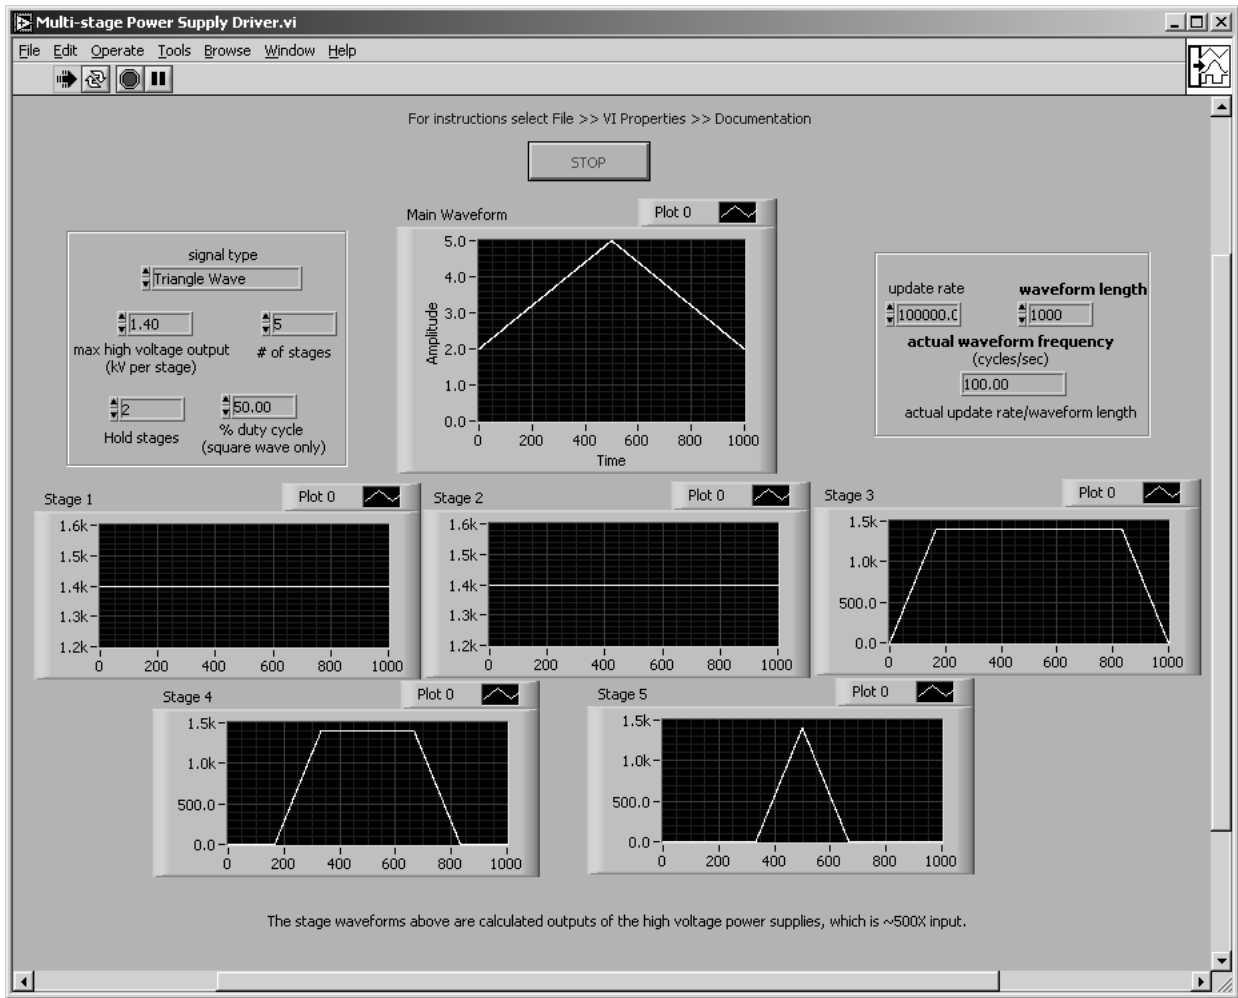 Multi-stage Power Supply Driver.vi
File Edit Operate Tools Browse Window Help
For instructions select File >> VI Properties >> Documentation
STOP
signal type
Triangle Wave
1.40
max high voltage output
(kV per stage)
5
# of stages
2
Hold stages
50.00
% duty cycle
(square wave only)
Main Waveform
Plot 0
5.0
4.0
3.0
2.0
1.0
0.0
Amplitude
0 200 400 600 800 1000
Time
update rate
100000.0
waveform length
1000
actual waveform frequency
(cycles/sec)
100.00
actual update rate/waveform length
Stage 1
Plot 0
1.6k
1.5k
1.4k
1.3k
1.2k
0 200 400 600 800 1000
Stage 2
Plot 0
1.6k
1.5k
1.4k
1.3k
1.2k
0 200 400 600 800 1000
Stage 3
Plot 0
1.5k
1.0k
500.0
0.0
0 200 400 600 800 1000
Stage 4
Plot 0
1.5k
1.0k
500.0
0.0
0 200 400 600 800 1000
Stage 5
Plot 0
1.5k
1.0k
500.0
0.0
0 200 400 600 800 1000
The stage waveforms above are calculated outputs of the high voltage power supplies, which is ~500X input.